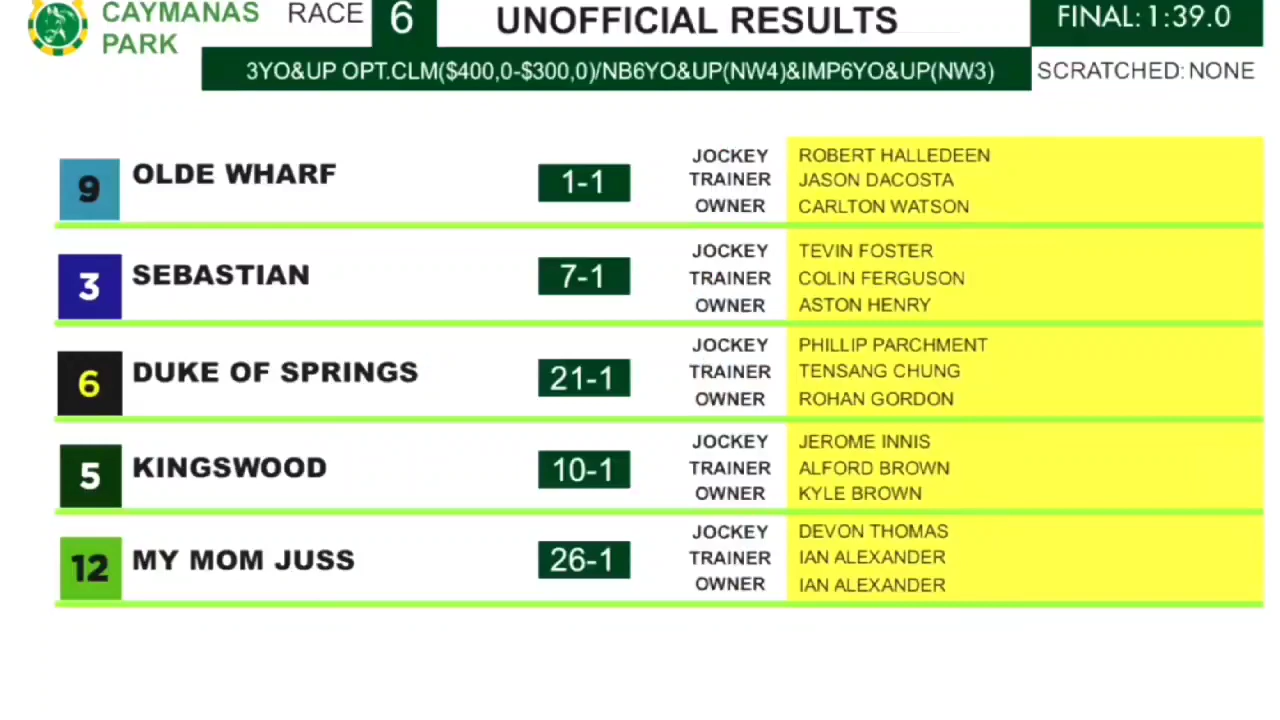 CAYMANAS PARK
RACE 6
UNOFFICIAL RESULTS
FINAL: 1:39.0
3YO&UP OPT.CLM($400,0-$300,0)/NB6YO&UP(NW4)&IMP6YO&UP(NW3)
SCRATCHED: NONE
9 OLDE WHARF 1-1
JOCKEY ROBERT HALLEDEEN
TRAINER JASON DACOSTA
OWNER CARLTON WATSON
3 SEBASTIAN 7-1
JOCKEY TEVIN FOSTER
TRAINER COLIN FERGUSON
OWNER ASTON HENRY
6 DUKE OF SPRINGS 21-1
JOCKEY PHILLIP PARCHMENT
TRAINER TENSANG CHUNG
OWNER ROHAN GORDON
5 KINGSWOOD 10-1
JOCKEY JEROME INNIS
TRAINER ALFORD BROWN
OWNER KYLE BROWN
12 MY MOM JUSS 26-1
JOCKEY DEVON THOMAS
TRAINER IAN ALEXANDER
OWNER IAN ALEXANDER